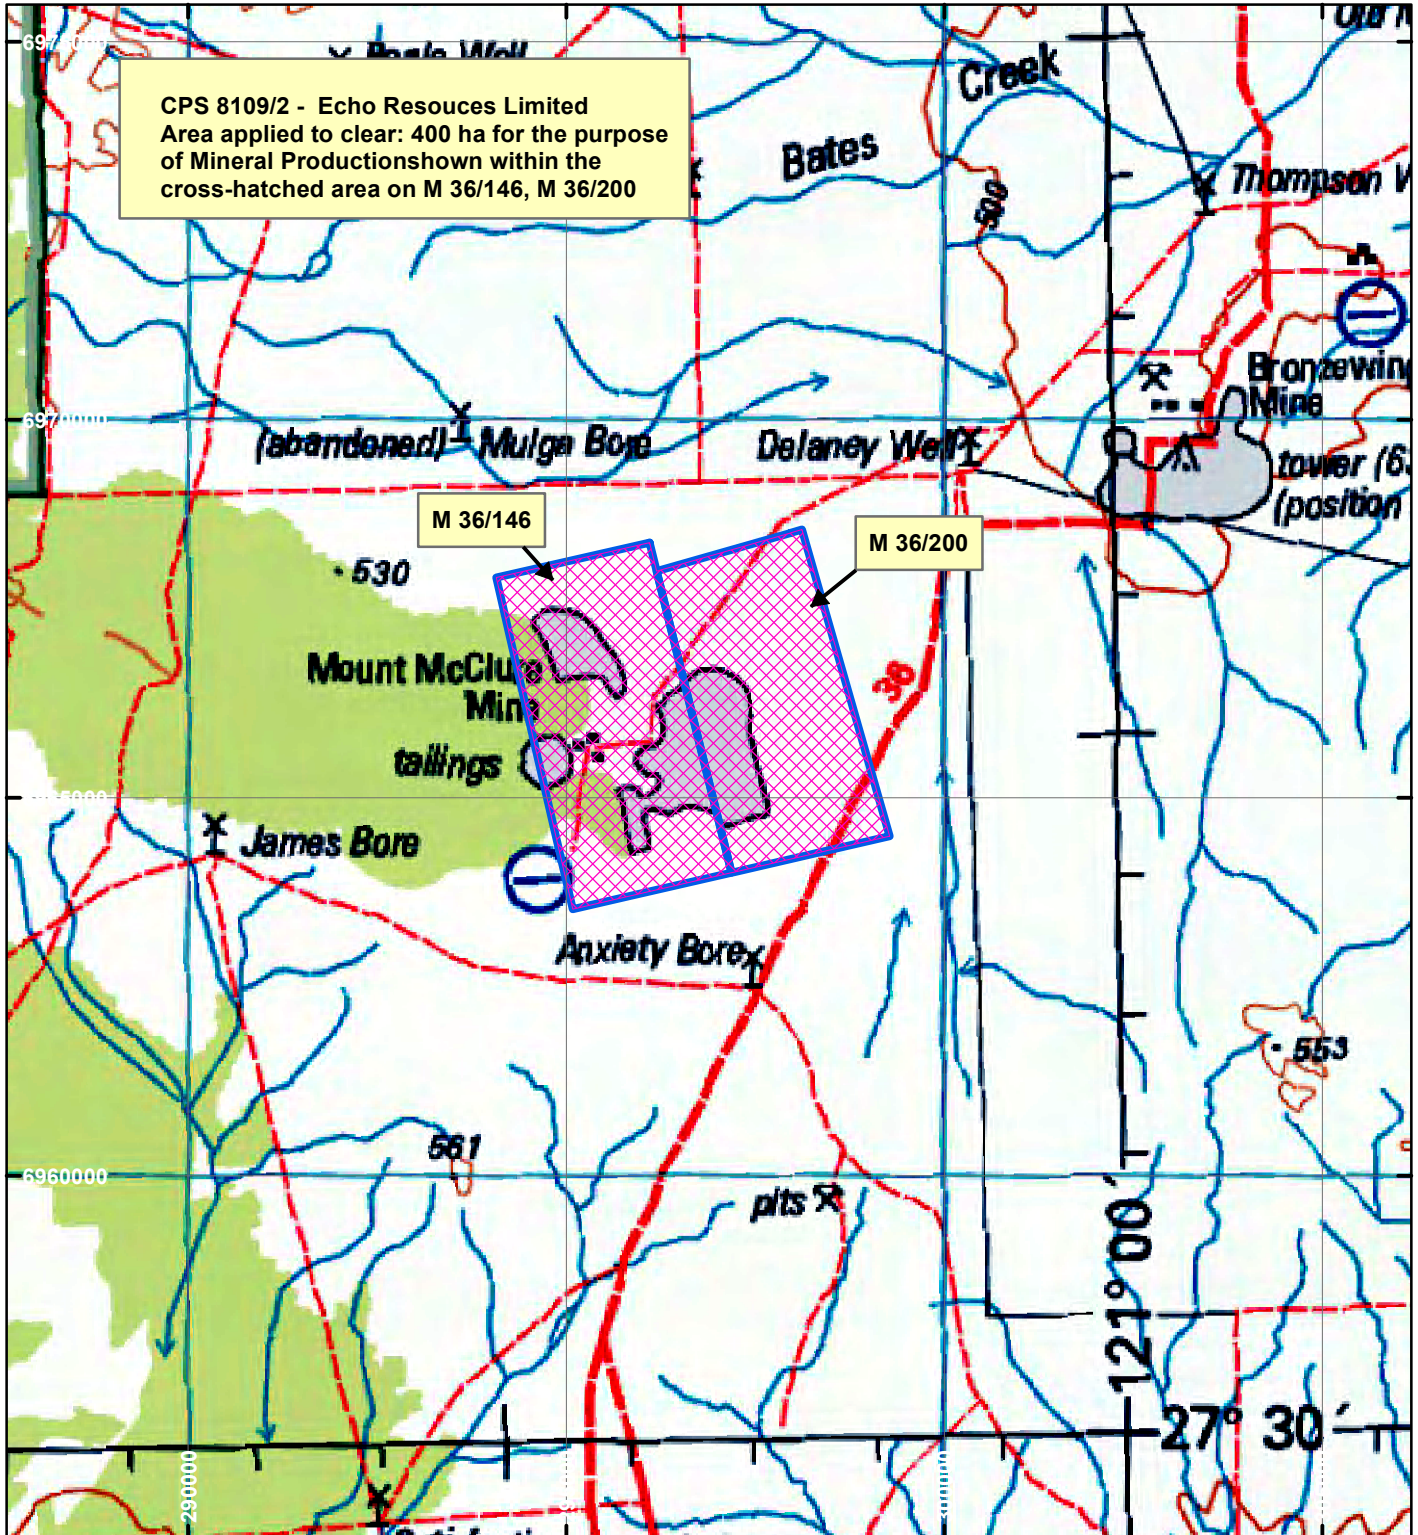 Creek
CPS 8109/2 - Echo Resouces Limited
Area applied to clear: 400 ha for the purpose
of Mineral Productionshown within the
cross-hatched area on M 36/146, M 36/200
Bates
Thompson
500
Bronzewing
Mine
6970000
(abandoned) Mulga Bore
Delaney Well
tower
(position
M 36/146
M 36/200
530
Mount McClure
Mine
36
tailings
James Bore
Anxiety Bore
553
561
6960000
pits
121° 00´
27° 30´
290000